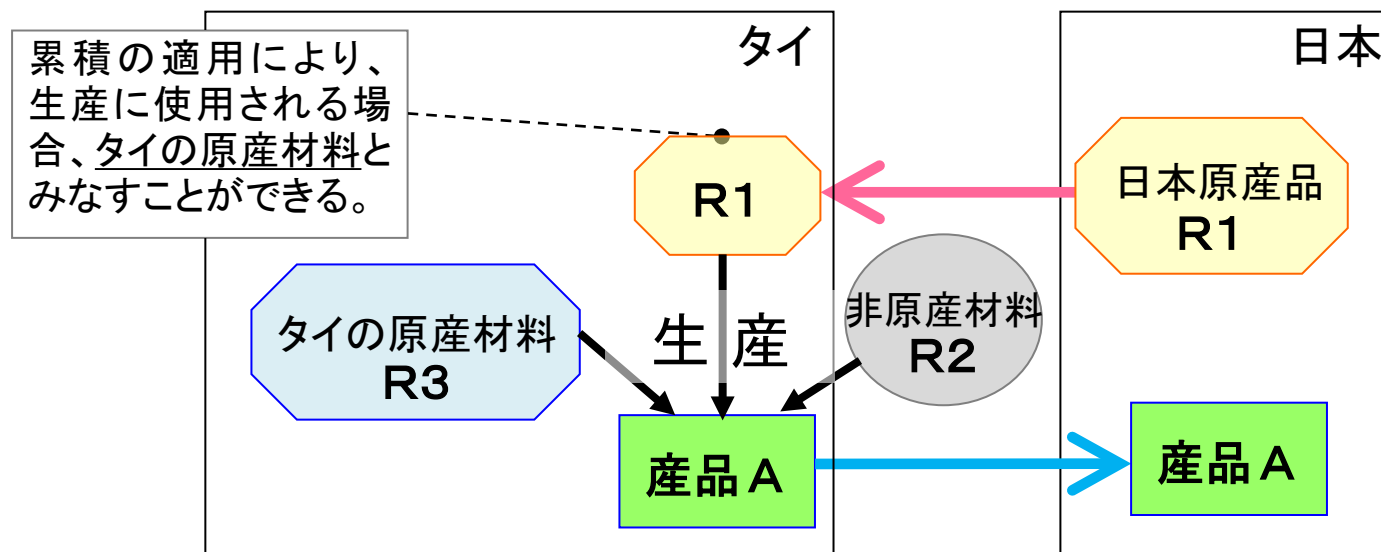 タイ
日本
累積の適用により、
生産に使用される場
合、タイの原産材料と
みなすことができる。
R1
日本原産品
R1
タイの原産材料
R3
生産
非原産材料
R2
産品A
産品A